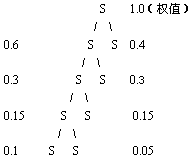 S 1.0(权值)
/ \
0.6 S S 0.4
/ \
0.3 S S 0.3
/ \
0.15 S S 0.15
/ \
0.1 S S 0.05